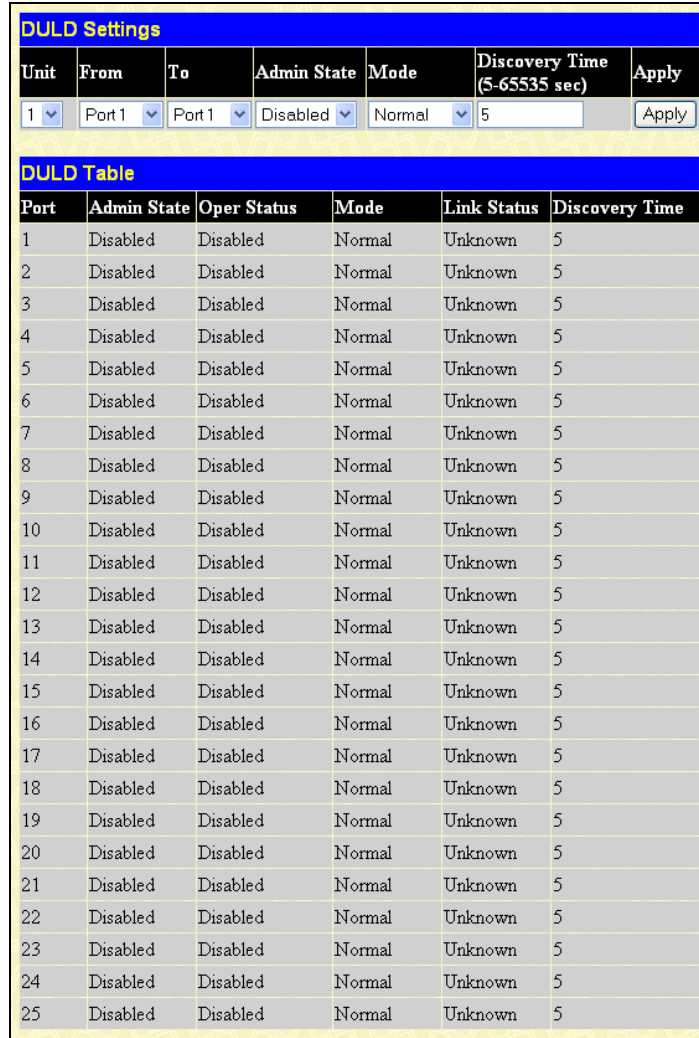 DULD Settings
Unit From To Admin State Mode Discovery Time (5-65535 sec) Apply
1 Port 1 Port 1 Disabled Normal 5 Apply
DULD Table
Port Admin State Oper Status Mode Link Status Discovery Time
1 Disabled Disabled Normal Unknown 5
2 Disabled Disabled Normal Unknown 5
3 Disabled Disabled Normal Unknown 5
4 Disabled Disabled Normal Unknown 5
5 Disabled Disabled Normal Unknown 5
6 Disabled Disabled Normal Unknown 5
7 Disabled Disabled Normal Unknown 5
8 Disabled Disabled Normal Unknown 5
9 Disabled Disabled Normal Unknown 5
10 Disabled Disabled Normal Unknown 5
11 Disabled Disabled Normal Unknown 5
12 Disabled Disabled Normal Unknown 5
13 Disabled Disabled Normal Unknown 5
14 Disabled Disabled Normal Unknown 5
15 Disabled Disabled Normal Unknown 5
16 Disabled Disabled Normal Unknown 5
17 Disabled Disabled Normal Unknown 5
18 Disabled Disabled Normal Unknown 5
19 Disabled Disabled Normal Unknown 5
20 Disabled Disabled Normal Unknown 5
21 Disabled Disabled Normal Unknown 5
22 Disabled Disabled Normal Unknown 5
23 Disabled Disabled Normal Unknown 5
24 Disabled Disabled Normal Unknown 5
25 Disabled Disabled Normal Unknown 5